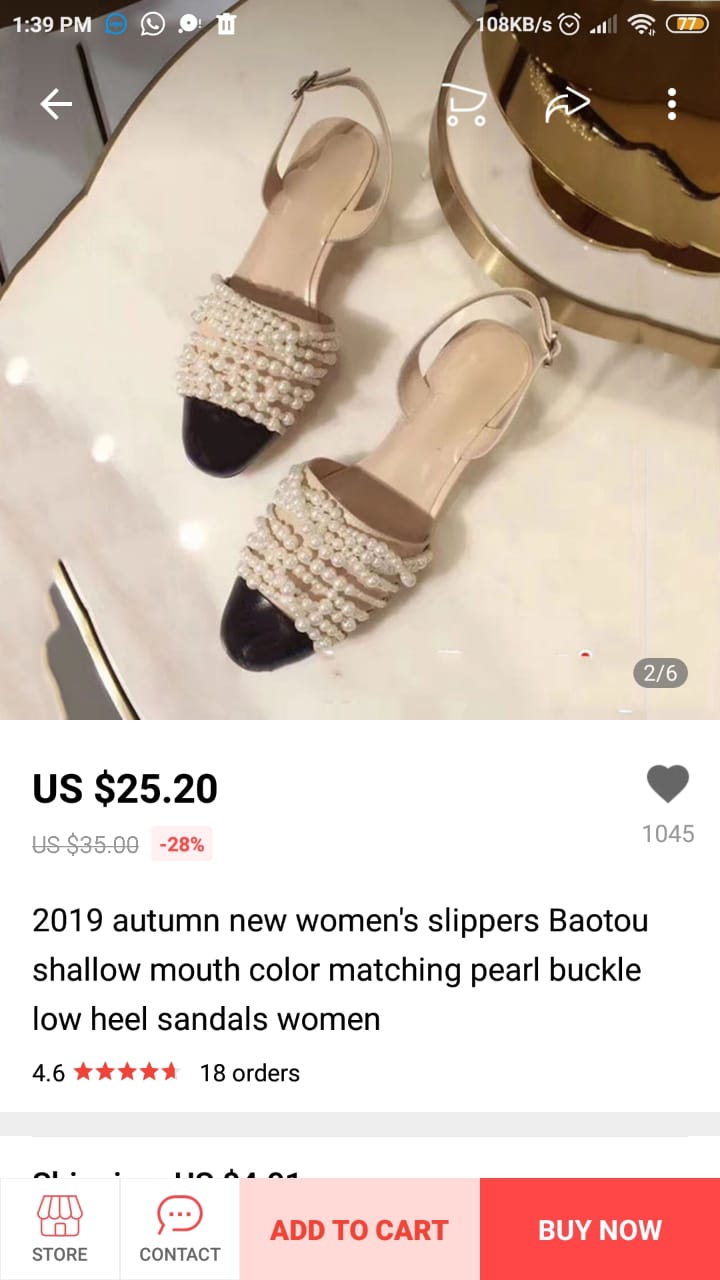 1:39 PM 108KB/s 77
2/6
US $25.20
US $35.00 -28%
1045
2019 autumn new women's slippers Baotou
shallow mouth color matching pearl buckle
low heel sandals women
4.6 18 orders
STORE
CONTACT
ADD TO CART
BUY NOW